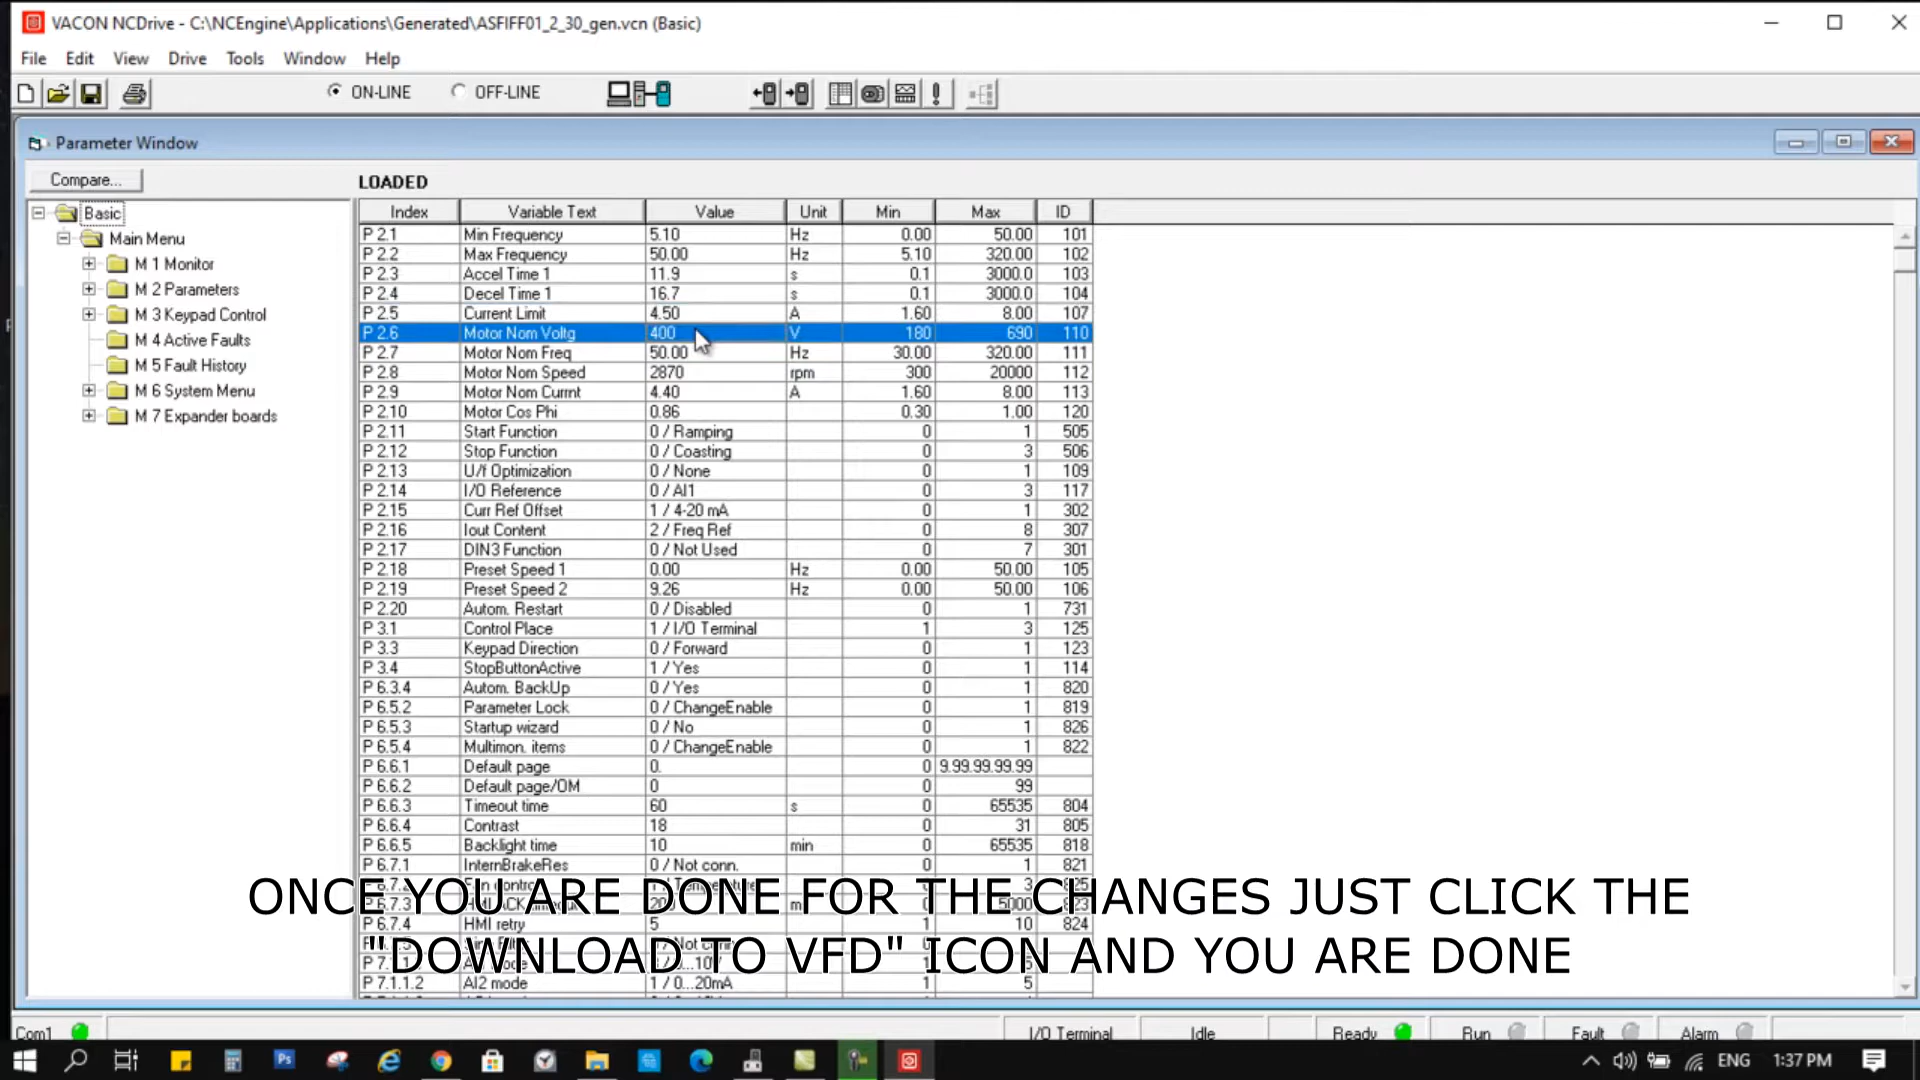 VACON NCDrive - C:\NCEngine\Applications\Generated\ASFIFF01_2_30_gen.vcn (Basic)
File Edit View Drive Tools Window Help
ON-LINE OFF-LINE
Parameter Window
Compare... LOADED
Basic
Main Menu
M 1 Monitor
M 2 Parameters
M 3 Keypad Control
M 4 Active Faults
M 5 Fault History
M 6 System Menu
M 7 Expander boards
Index Variable Text Value Unit Min Max ID
P 2.1 Min Frequency 5.10 Hz 0.00 50.00 101
P 2.2 Max Frequency 50.00 Hz 5.10 320.00 102
P 2.3 Accel Time 1 11.9 s 0.1 3000.0 103
P 2.4 Decel Time 1 16.7 s 0.1 3000.0 104
P 2.5 Current Limit 4.50 A 1.60 8.00 107
P 2.6 Motor Nom Voltg 400 V 180 690 110
P 2.7 Motor Nom Freq 50.00 Hz 30.00 320.00 111
P 2.8 Motor Nom Speed 2870 rpm 300 20000 112
P 2.9 Motor Nom Currnt 4.40 A 1.60 8.00 113
P 2.10 Motor Cos Phi 0.86 0.30 1.00 120
P 2.11 Start Function 0 / Ramping 0 1 505
P 2.12 Stop Function 0 / Coasting 0 3 506
P 2.13 U/f Optimization 0 / None 0 1 109
P 2.14 I/O Reference 0 / AI1 0 3 117
P 2.15 Curr Ref Offset 1 / 4-20 mA 0 1 302
P 2.16 Iout Content 2 / Freq Ref 0 8 307
P 2.17 DIN3 Function 0 / Not Used 0 7 301
P 2.18 Preset Speed 1 0.00 Hz 0.00 50.00 105
P 2.19 Preset Speed 2 9.26 Hz 0.00 50.00 106
P 2.20 Autom. Restart 0 / Disabled 0 1 731
P 3.1 Control Place 1 / I/O Terminal 1 3 125
P 3.3 Keypad Direction 0 / Forward 0 1 123
P 3.4 StopButtonActive 1 / Yes 0 1 114
P 6.3.4 Autom. BackUp 0 / Yes 0 1 820
P 6.5.2 Parameter Lock 0 / ChangeEnable 0 1 819
P 6.5.3 Startup wizard 0 / No 0 1 826
P 6.5.4 Multimon. items 0 / ChangeEnable 0 1 822
P 6.6.1 Default page 0. 0 9.99.99.99.99
P 6.6.2 Default page/OM 0 0 99
P 6.6.3 Timeout time 60 s 0 65535 804
P 6.6.4 Contrast 18 0 31 805
P 6.6.5 Backlight time 10 min 0 65535 818
P 6.7.1 InternBrakeRes 0 / Not conn. 0 1 821
P 6.7.4 HMI retry 5 1 10 824
P 7.1.1.2 AI2 mode 1 / 0...20mA 1 5
ONCE YOU ARE DONE FOR THE CHANGES JUST CLICK THE
"DOWNLOAD TO VFD" ICON AND YOU ARE DONE
Com1 I/O Terminal Idle Ready Run Fault Alarm
ENG 1:37 PM